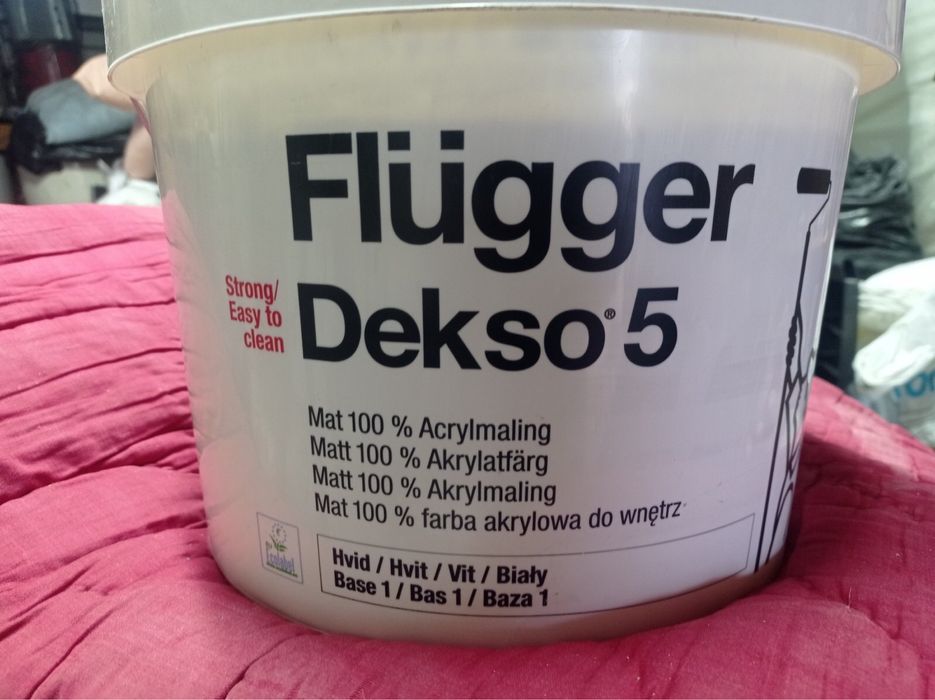 Flügger
Strong/
Easy to
clean
Dekso® 5
Mat 100 % Acrylmaling
Matt 100 % Akrylatfärg
Matt 100 % Akrylmaling
Mat 100 % farba akrylowa do wnętrz
Ecolabel
Hvid / Hvit / Vit / Biały
Base 1 / Bas 1 / Baza 1